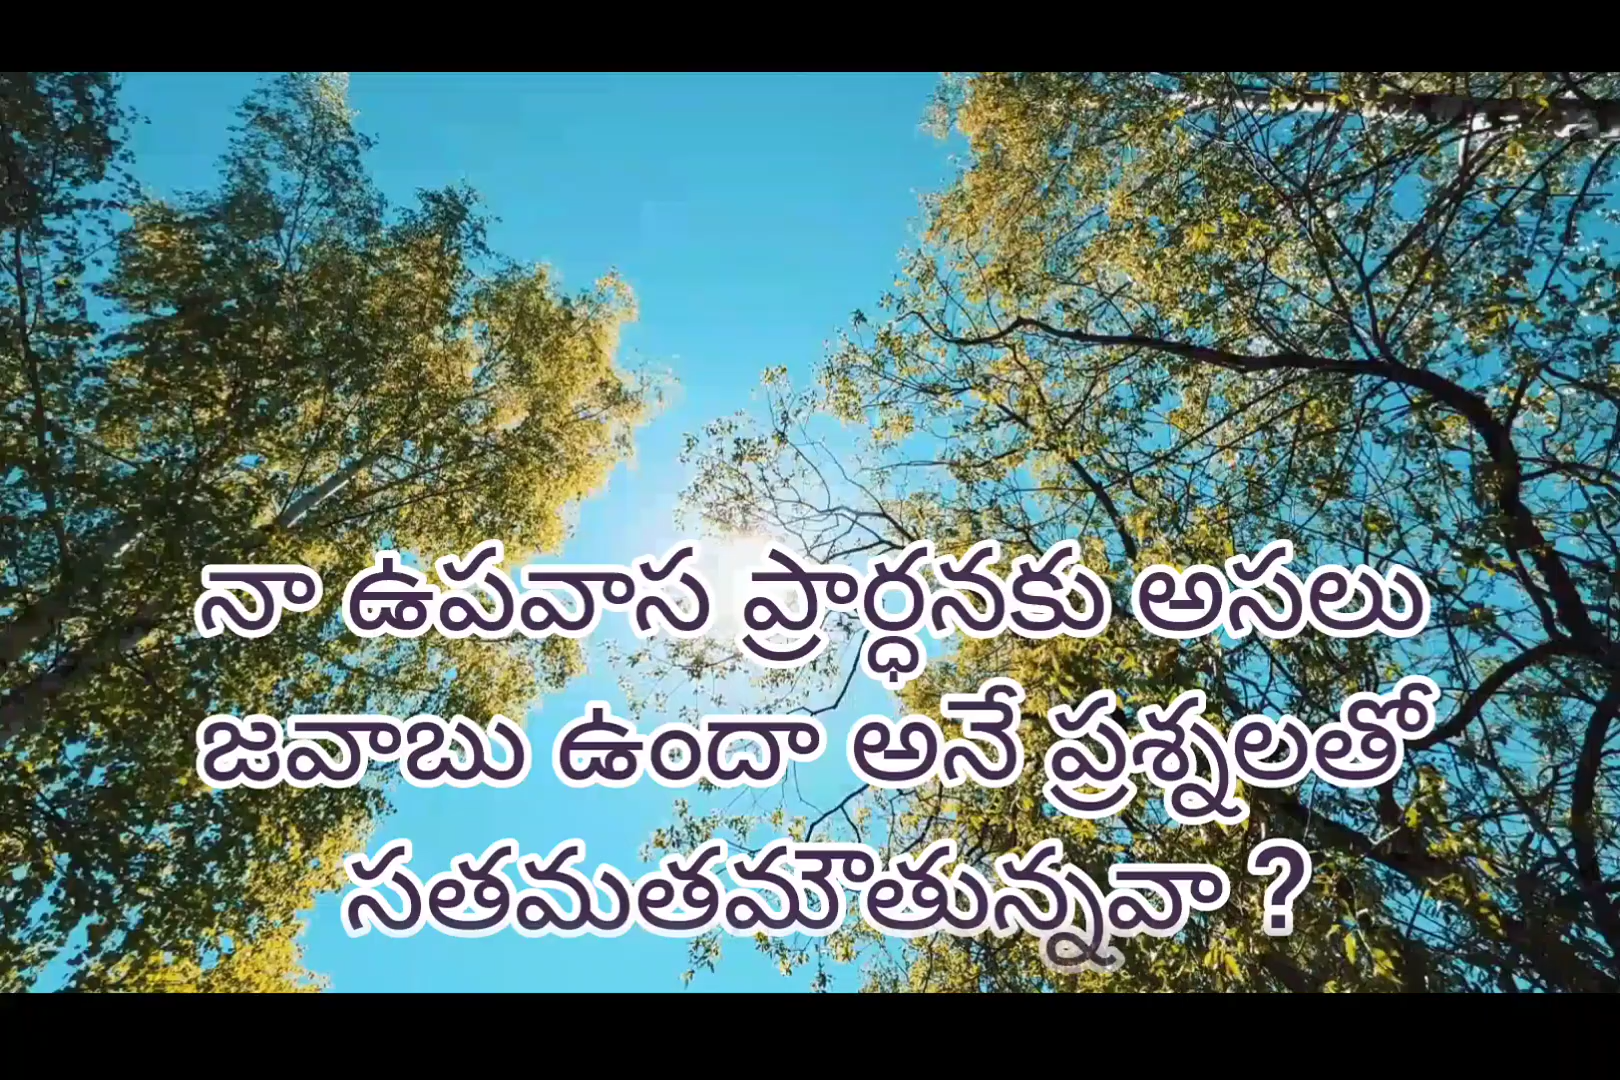 నా ఉపవాస ప్రార్ధనకు అసలు
జవాబు ఉందా అనే ప్రశ్నలతో
సతమతమౌతున్నవా ?